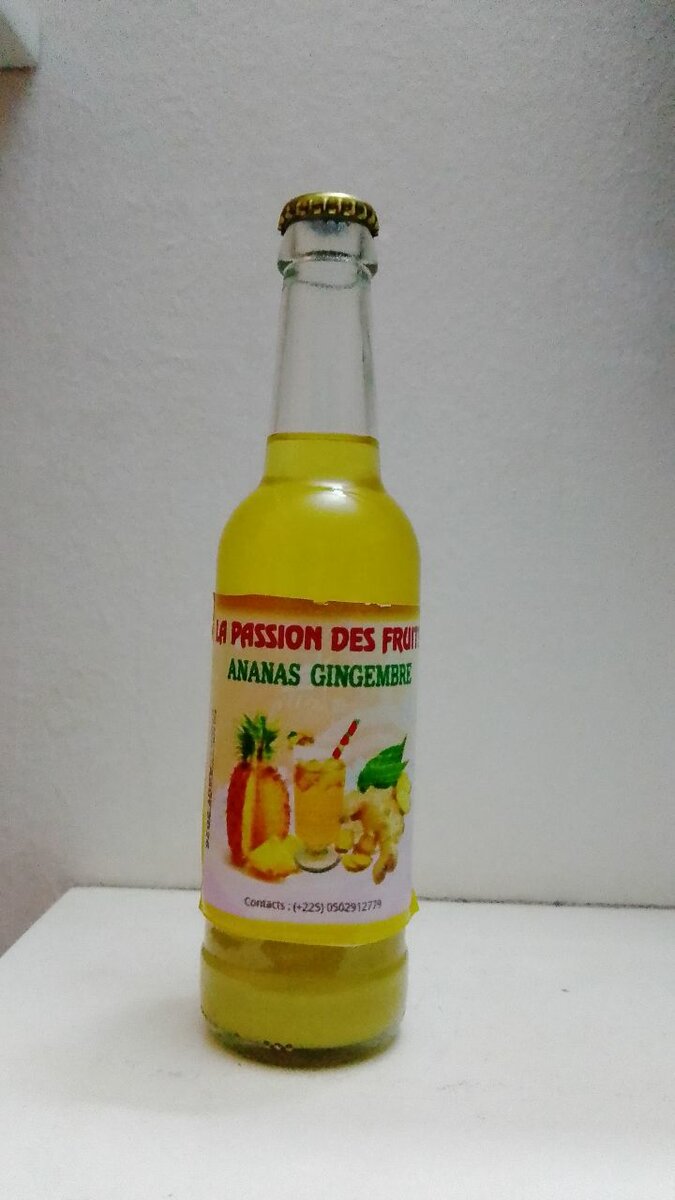 LA PASSION DES FRUIT
ANANAS GINGEMBRE
Contacts : (+225) 0502912779